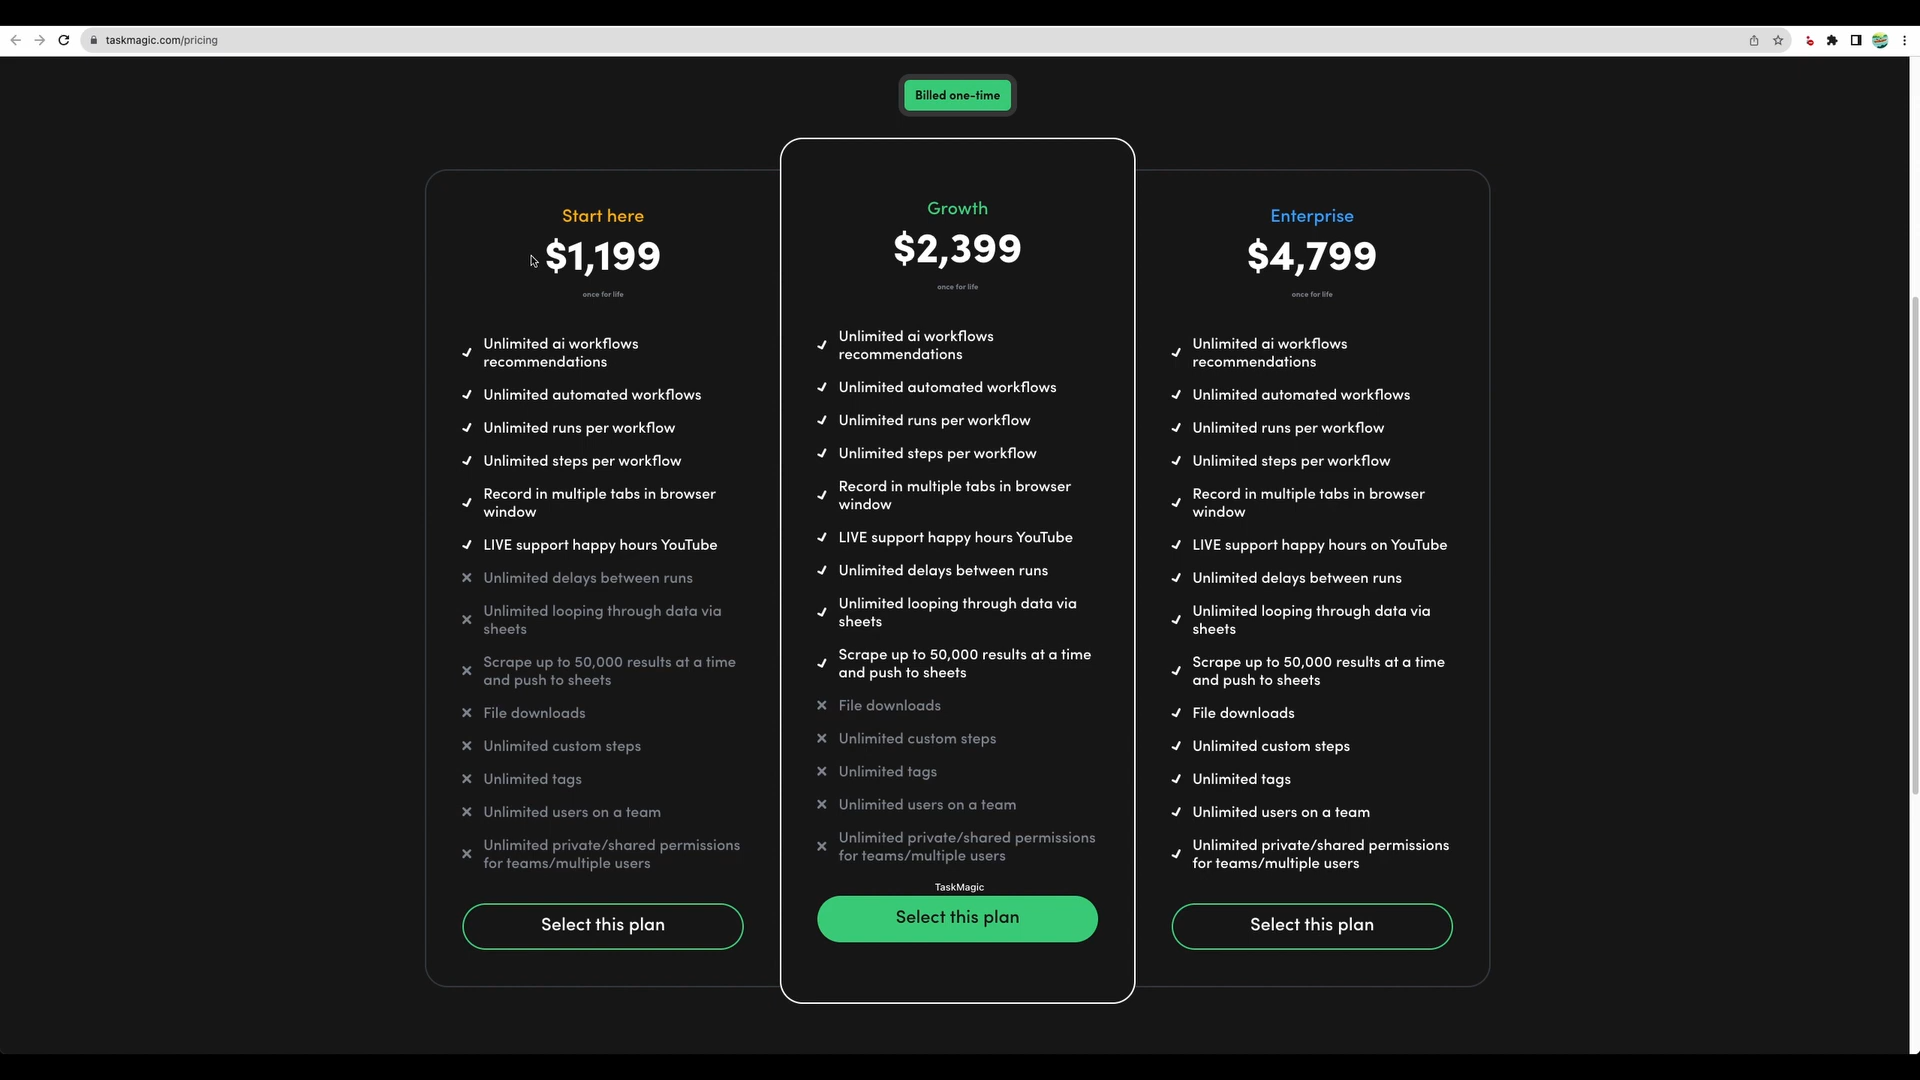 taskmagic.com/pricing
Billed one-time
Start here
$1,199
once for life
Unlimited ai workflows
recommendations
Unlimited automated workflows
Unlimited runs per workflow
Unlimited steps per workflow
Record in multiple tabs in browser
window
LIVE support happy hours YouTube
Unlimited delays between runs
Unlimited looping through data via
sheets
Scrape up to 50,000 results at a time
and push to sheets
File downloads
Unlimited custom steps
Unlimited tags
Unlimited users on a team
Unlimited private/shared permissions
for teams/multiple users
Select this plan
Growth
$2,399
once for life
Unlimited ai workflows
recommendations
Unlimited automated workflows
Unlimited runs per workflow
Unlimited steps per workflow
Record in multiple tabs in browser
window
LIVE support happy hours YouTube
Unlimited delays between runs
Unlimited looping through data via
sheets
Scrape up to 50,000 results at a time
and push to sheets
File downloads
Unlimited custom steps
Unlimited tags
Unlimited users on a team
Unlimited private/shared permissions
for teams/multiple users
TaskMagic
Select this plan
Enterprise
$4,799
once for life
Unlimited ai workflows
recommendations
Unlimited automated workflows
Unlimited runs per workflow
Unlimited steps per workflow
Record in multiple tabs in browser
window
LIVE support happy hours on YouTube
Unlimited delays between runs
Unlimited looping through data via
sheets
Scrape up to 50,000 results at a time
and push to sheets
File downloads
Unlimited custom steps
Unlimited tags
Unlimited users on a team
Unlimited private/shared permissions
for teams/multiple users
Select this plan